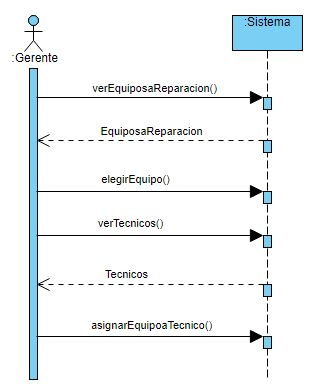 :Gerente
:Sistema
verEquiposaReparacion()
EquiposaReparacion
elegirEquipo()
verTecnicos()
Tecnicos
asignarEquipoaTecnico()